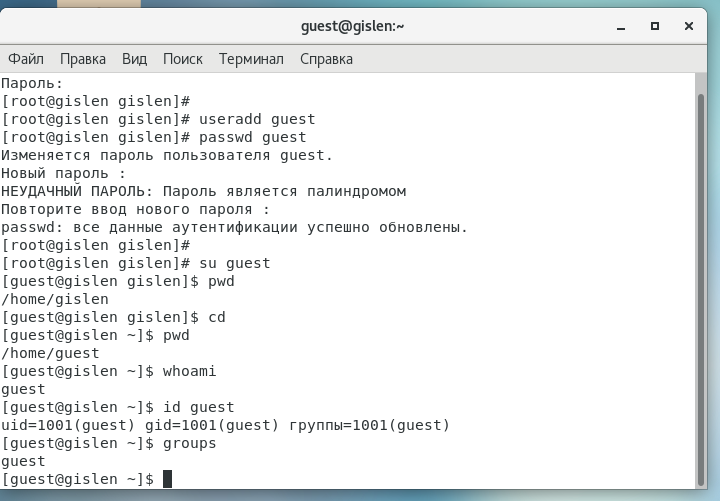 guest@gislen:~
Файл Правка Вид Поиск Терминал Справка
Пароль:
[root@gislen gislen]#
[root@gislen gislen]# useradd guest
[root@gislen gislen]# passwd guest
Изменяется пароль пользователя guest.
Новый пароль :
НЕУДАЧНЫЙ ПАРОЛЬ: Пароль является палиндромом
Повторите ввод нового пароля :
passwd: все данные аутентификации успешно обновлены.
[root@gislen gislen]#
[root@gislen gislen]# su guest
[guest@gislen gislen]$ pwd
/home/gislen
[guest@gislen gislen]$ cd
[guest@gislen ~]$ pwd
/home/guest
[guest@gislen ~]$ whoami
guest
[guest@gislen ~]$ id guest
uid=1001(guest) gid=1001(guest) группы=1001(guest)
[guest@gislen ~]$ groups
guest
[guest@gislen ~]$